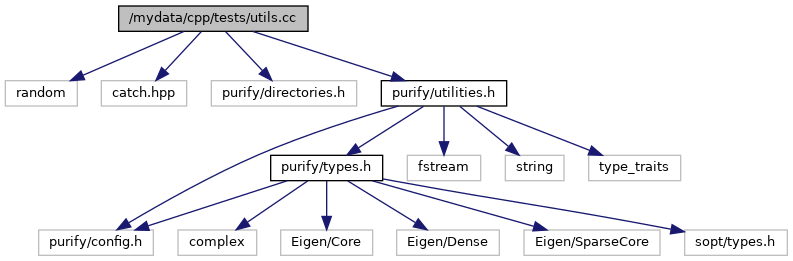 /mydata/cpp/tests/utils.cc
random
catch.hpp
purify/directories.h
purify/utilities.h
purify/types.h
fstream
string
type_traits
purify/config.h
complex
Eigen/Core
Eigen/Dense
Eigen/SparseCore
sopt/types.h